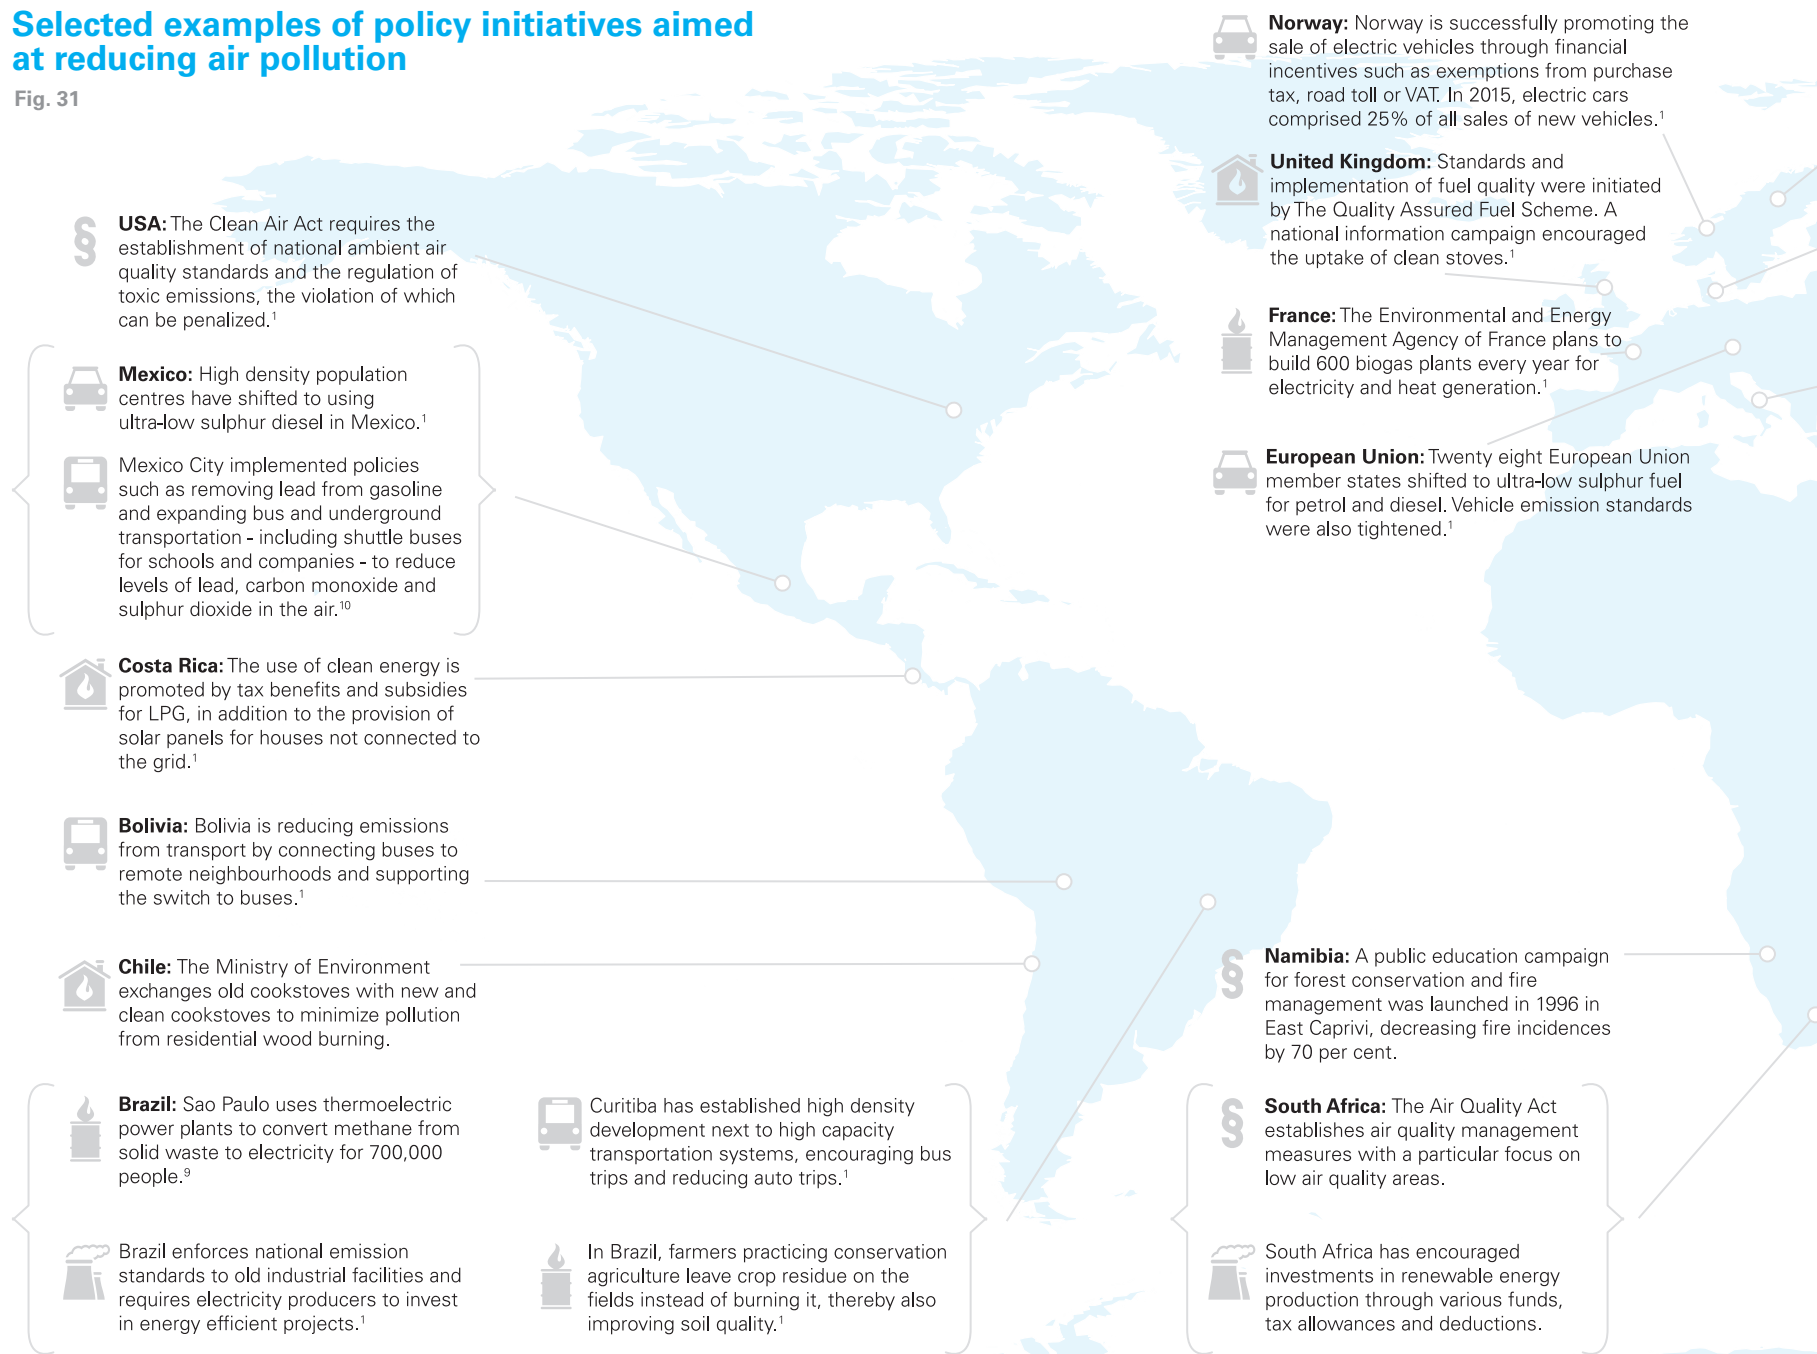 Selected examples of policy initiatives aimed
at reducing air pollution
Fig. 31
§
USA: The Clean Air Act requires the
establishment of national ambient air
quality standards and the regulation of
toxic emissions, the violation of which
can be penalized.1
Mexico: High density population
centres have shifted to using
ultra-low sulphur diesel in Mexico.1
Mexico City implemented policies
such as removing lead from gasoline
and expanding bus and underground
transportation - including shuttle buses
for schools and companies - to reduce
levels of lead, carbon monoxide and
sulphur dioxide in the air.10
Costa Rica: The use of clean energy is
promoted by tax benefits and subsidies
for LPG, in addition to the provision of
solar panels for houses not connected to
the grid.1
Bolivia: Bolivia is reducing emissions
from transport by connecting buses to
remote neighbourhoods and supporting
the switch to buses.1
Chile: The Ministry of Environment
exchanges old cookstoves with new and
clean cookstoves to minimize pollution
from residential wood burning.
Brazil: Sao Paulo uses thermoelectric
power plants to convert methane from
solid waste to electricity for 700,000
people.9
Brazil enforces national emission
standards to old industrial facilities and
requires electricity producers to invest
in energy efficient projects.1
Curitiba has established high density
development next to high capacity
transportation systems, encouraging bus
trips and reducing auto trips.1
In Brazil, farmers practicing conservation
agriculture leave crop residue on the
fields instead of burning it, thereby also
improving soil quality.1
Norway: Norway is successfully promoting the
sale of electric vehicles through financial
incentives such as exemptions from purchase
tax, road toll or VAT. In 2015, electric cars
comprised 25% of all sales of new vehicles.1
United Kingdom: Standards and
implementation of fuel quality were initiated
by The Quality Assured Fuel Scheme. A
national information campaign encouraged
the uptake of clean stoves.1
France: The Environmental and Energy
Management Agency of France plans to
build 600 biogas plants every year for
electricity and heat generation.1
European Union: Twenty eight European Union
member states shifted to ultra-low sulphur fuel
for petrol and diesel. Vehicle emission standards
were also tightened.1
§
Namibia: A public education campaign
for forest conservation and fire
management was launched in 1996 in
East Caprivi, decreasing fire incidences
by 70 per cent.
§
South Africa: The Air Quality Act
establishes air quality management
measures with a particular focus on
low air quality areas.
South Africa has encouraged
investments in renewable energy
production through various funds,
tax allowances and deductions.